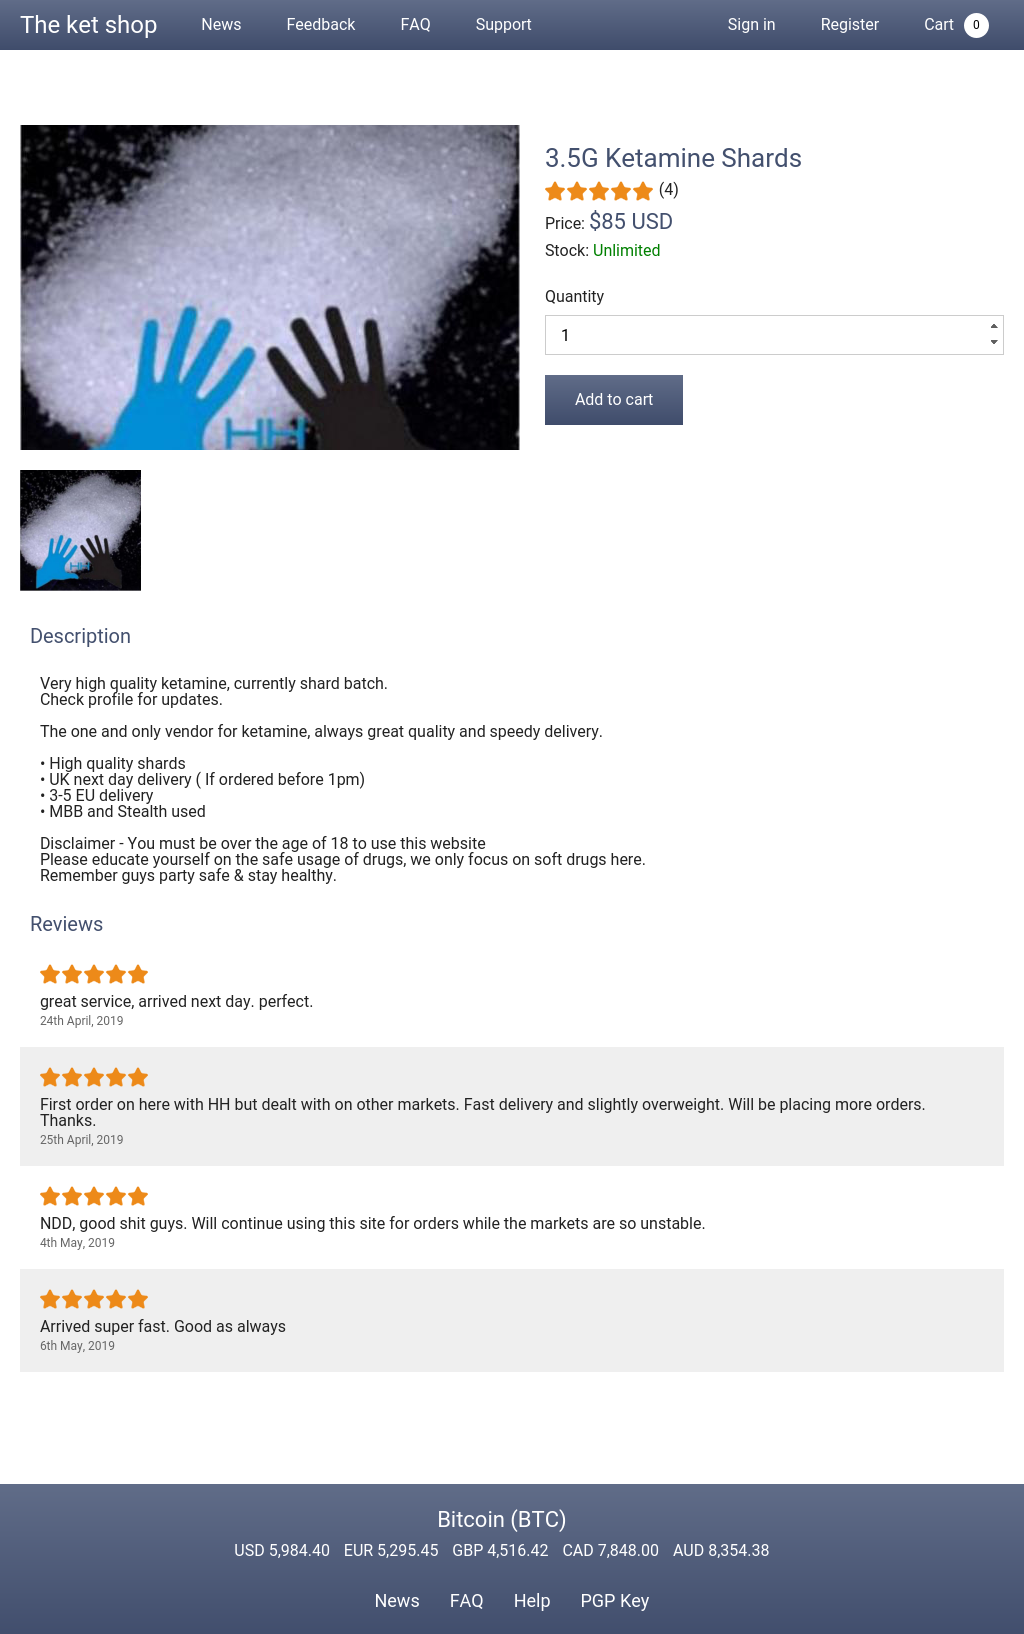 The ket shop News Feedback FAQ Support Sign in Register Cart 0
HH
3.5G Ketamine Shards
(4)
Price: $85 USD
Stock: Unlimited
Quantity
1
Add to cart
HH
Description
Very high quality ketamine, currently shard batch.
Check profile for updates.
The one and only vendor for ketamine, always great quality and speedy delivery.
• High quality shards
• UK next day delivery ( If ordered before 1pm)
• 3-5 EU delivery
• MBB and Stealth used
Disclaimer - You must be over the age of 18 to use this website
Please educate yourself on the safe usage of drugs, we only focus on soft drugs here.
Remember guys party safe & stay healthy.
Reviews
great service, arrived next day. perfect.
24th April, 2019
First order on here with HH but dealt with on other markets. Fast delivery and slightly overweight. Will be placing more orders.
Thanks.
25th April, 2019
NDD, good shit guys. Will continue using this site for orders while the markets are so unstable.
4th May, 2019
Arrived super fast. Good as always
6th May, 2019
Bitcoin (BTC)
USD 5,984.40 EUR 5,295.45 GBP 4,516.42 CAD 7,848.00 AUD 8,354.38
News FAQ Help PGP Key